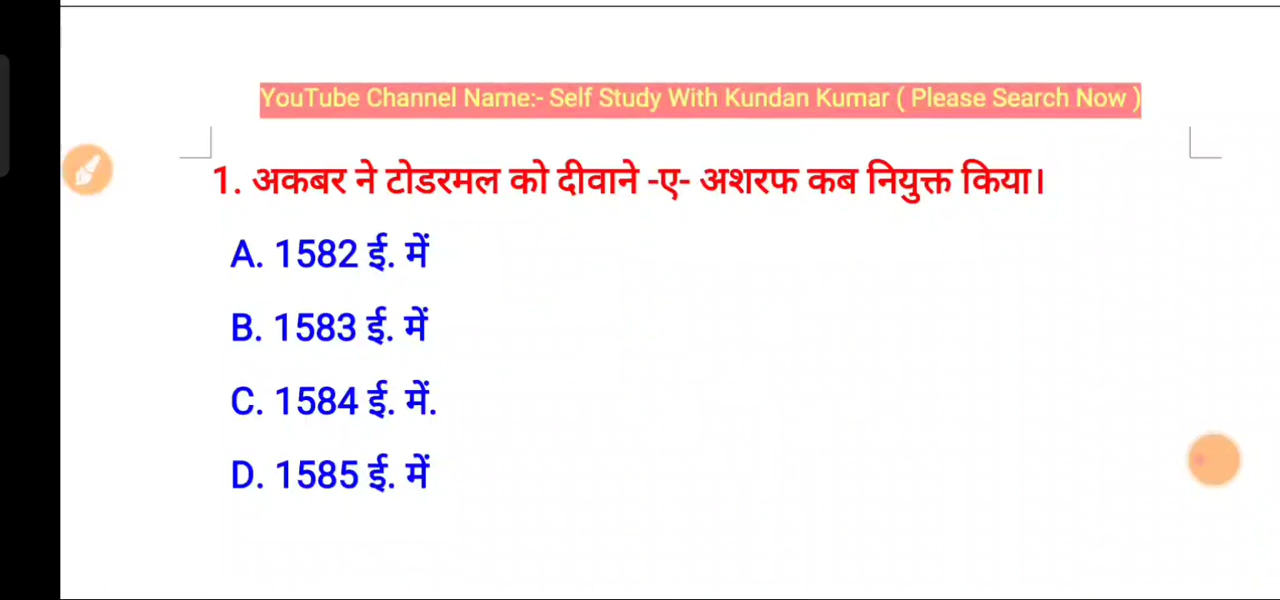 YouTube Channel Name:- Self Study With Kundan Kumar ( Please Search Now )
1. अकबर ने टोडरमल को दीवाने -ए- अशरफ कब नियुक्त किया।
A. 1582 ई. में
B. 1583 ई. में
C. 1584 ई. में.
D. 1585 ई. में